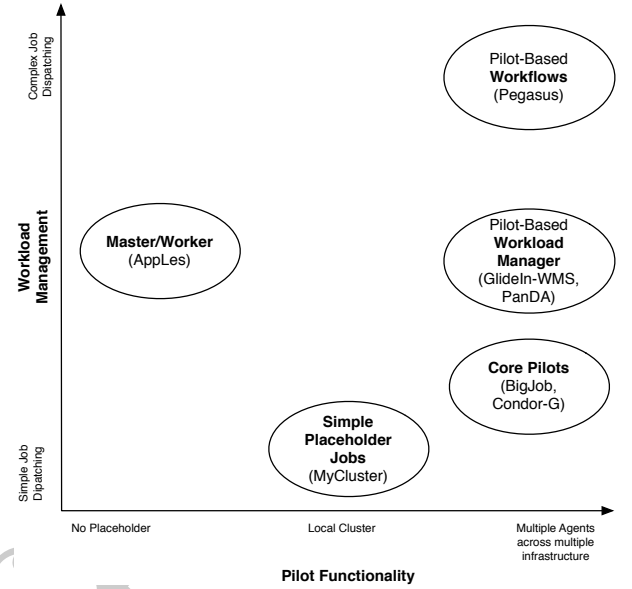 Complex Job
Dispatching
Pilot-Based
Workflows
(Pegasus)
Workload
Management
Master/Worker
(AppLes)
Pilot-Based
Workload
Manager
(GlideIn-WMS,
PanDA)
Core Pilots
(BigJob,
Condor-G)
Simple
Placeholder
Jobs
(MyCluster)
Simple Job
Dipatching
No Placeholder
Local Cluster
Multiple Agents
across multiple
infrastructure
Pilot Functionality